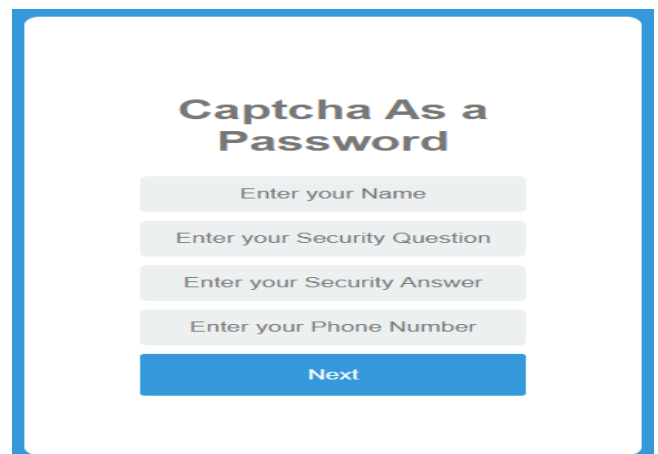 Captcha As a
Password
Enter your Name
Enter your Security Question
Enter your Security Answer
Enter your Phone Number
Next